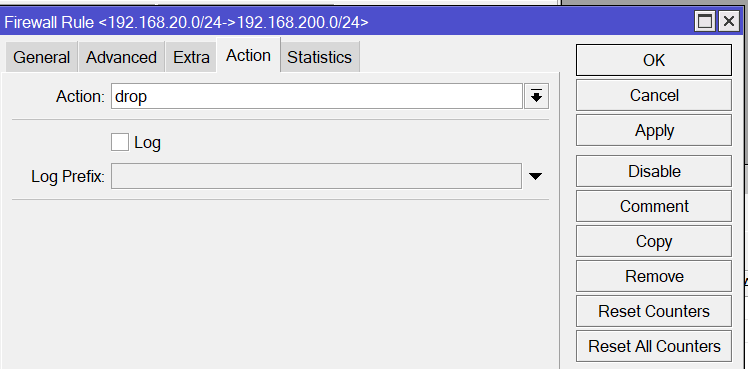 Firewall Rule <192.168.20.0/24->192.168.200.0/24>
General Advanced Extra Action Statistics
Action: drop
Log
Log Prefix:
OK
Cancel
Apply
Disable
Comment
Copy
Remove
Reset Counters
Reset All Counters